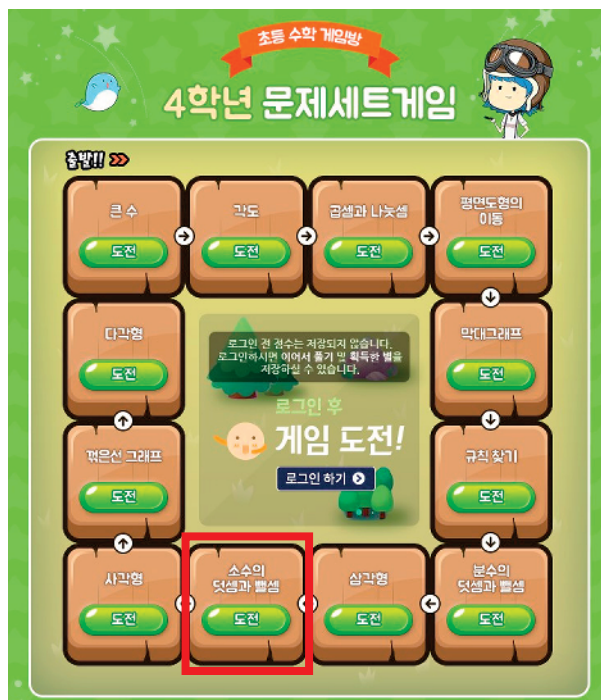 초등 수학 게임방
4학년 문제세트게임
출발!!
큰 수
도전
각도
도전
곱셈과 나눗셈
도전
평면도형의
이동
도전
막대그래프
도전
규칙 찾기
도전
분수의
덧셈과 뺄셈
도전
삼각형
도전
소수의
덧셈과 뺄셈
도전
사각형
도전
꺾은선 그래프
도전
다각형
도전
로그인 전 점수는 저장되지 않습니다.
로그인하시면 이어서 풀기 및 획득한 별을
저장하실 수 있습니다.
로그인 후
게임 도전!
로그인 하기